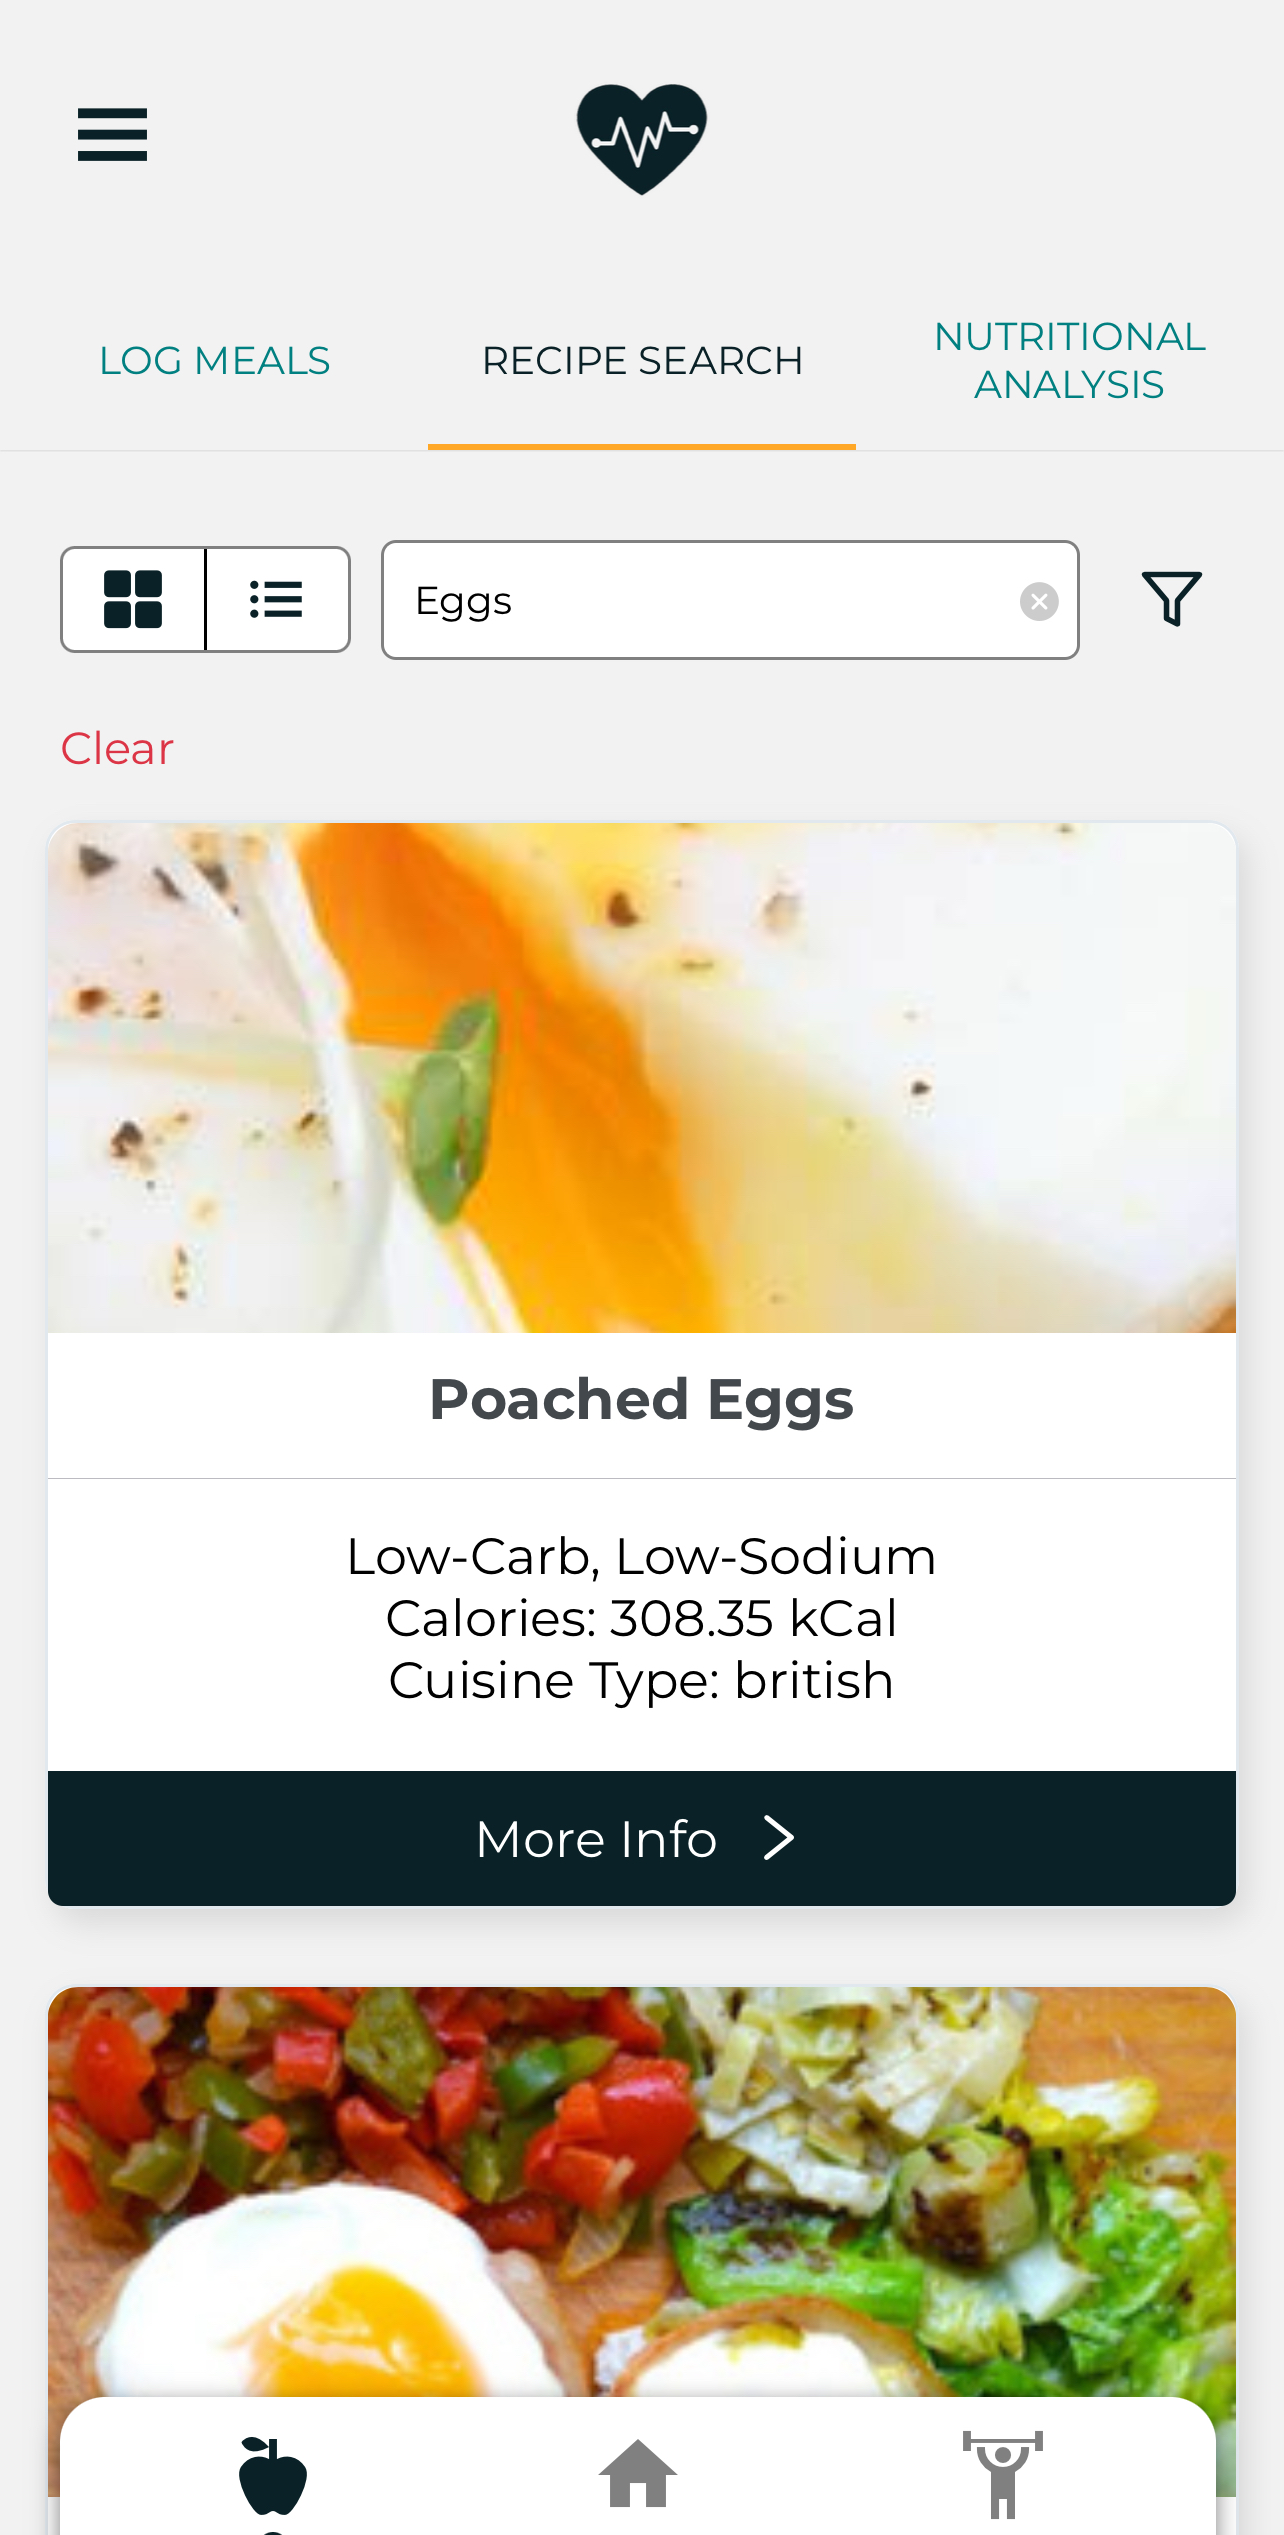 LOG MEALS
RECIPE SEARCH
NUTRITIONAL
ANALYSIS
Eggs
Clear
Poached Eggs
Low-Carb, Low-Sodium
Calories: 308.35 kCal
Cuisine Type: british
More Info